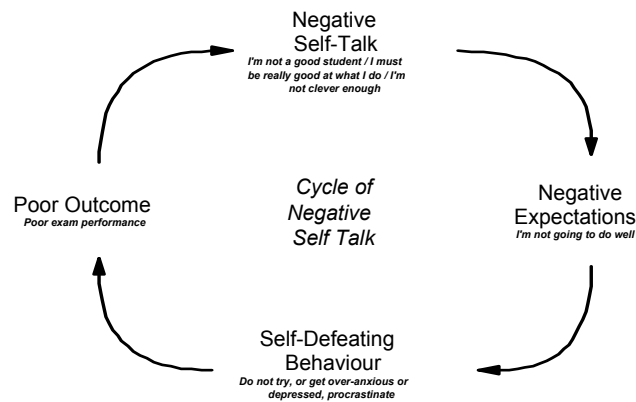 Negative
Self-Talk
I'm not a good student / I must
be really good at what I do / I'm
not clever enough
Poor Outcome
Poor exam performance
Cycle of
Negative
Self Talk
Negative
Expectations
I'm not going to do well
Self-Defeating
Behaviour
Do not try, or get over-anxious or
depressed, procrastinate